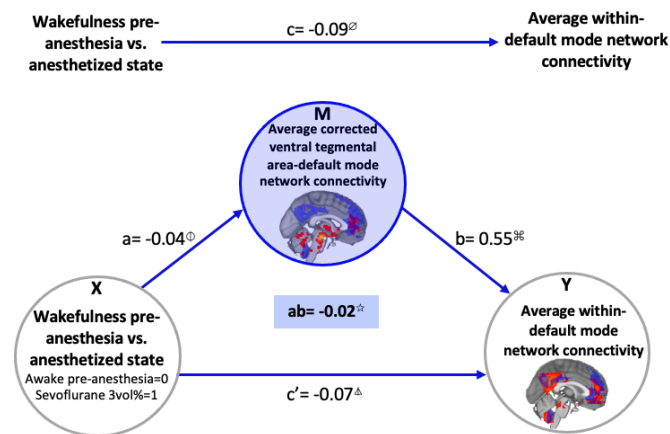 Wakefulness pre-
anesthesia vs.
anesthetized state
c= -0.09∅
Average within-
default mode network
connectivity
M
Average corrected
ventral tegmental
area-default mode
network connectivity
a= -0.04⏀
b= 0.55⌘
ab= -0.02☆
X
Wakefulness pre-
anesthesia vs.
anesthetized state
Awake pre-anesthesia=0
Sevoflurane 3vol%=1
c’= -0.07⍋
Y
Average within-
default mode
network connectivity